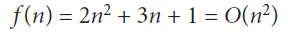 f(n) = 2n² + 3n + 1 = O(n²)